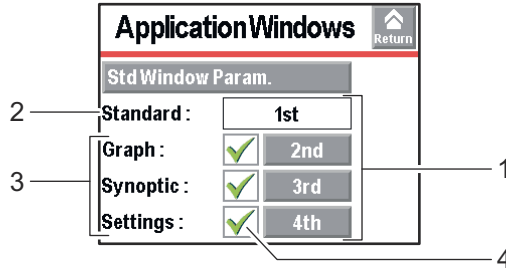 Application Windows
Return
Std Window Param.
2
Standard :
1st
Graph :
2nd
3
Synoptic :
3rd
1
Settings :
4th
4